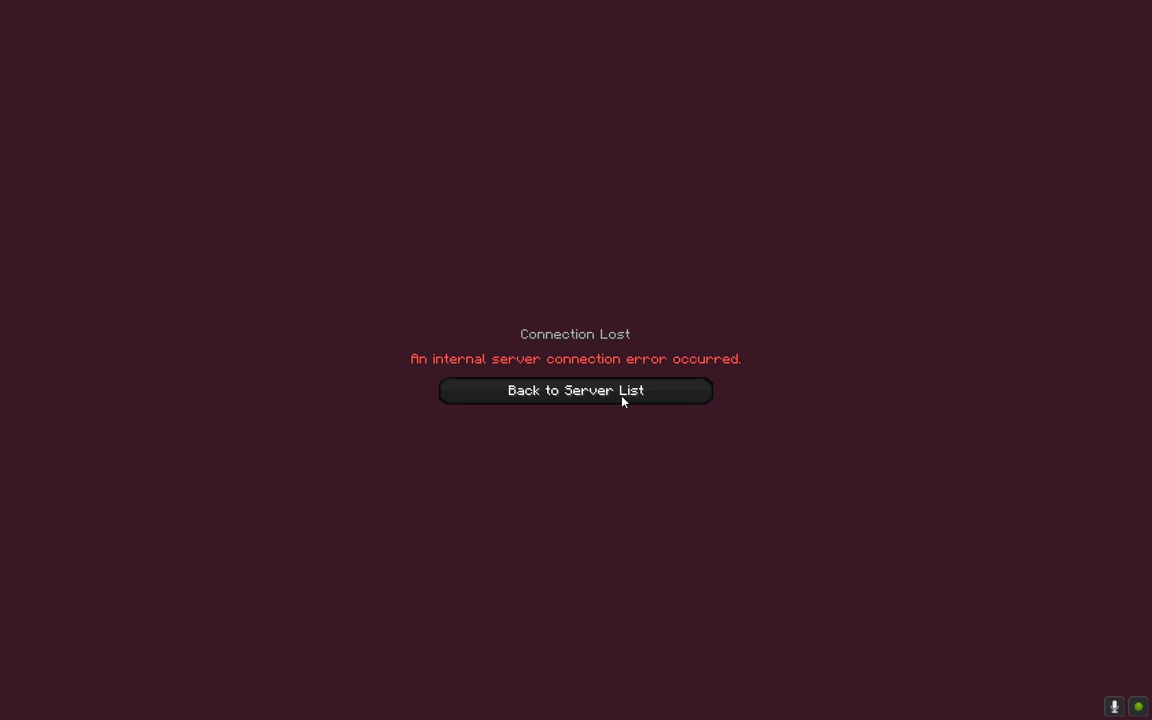 Connection Lost
An internal server connection error occurred.
Back to Server List